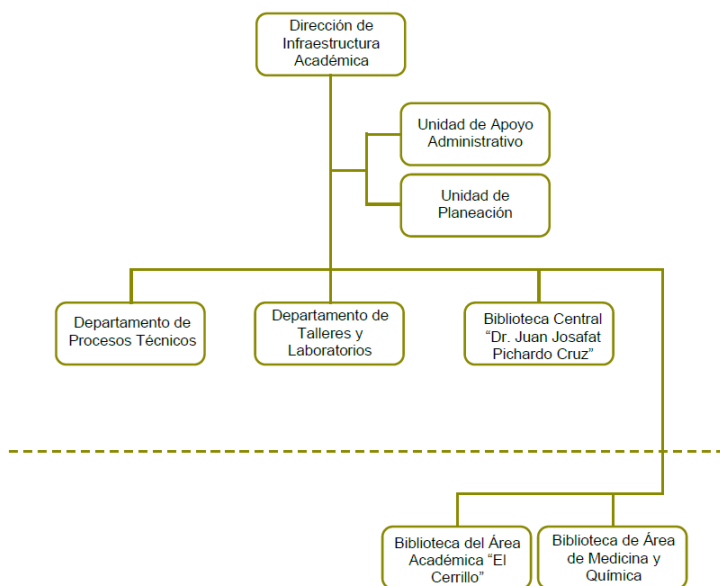 Dirección de
Infraestructura
Académica
Unidad de Apoyo
Administrativo
Unidad de
Planeación
Departamento de
Procesos Técnicos
Departamento de
Talleres y
Laboratorios
Biblioteca Central
“Dr. Juan Josafat
Pichardo Cruz”
Biblioteca del Área
Académica “El
Cerrillo”
Biblioteca de Área
de Medicina y
Química